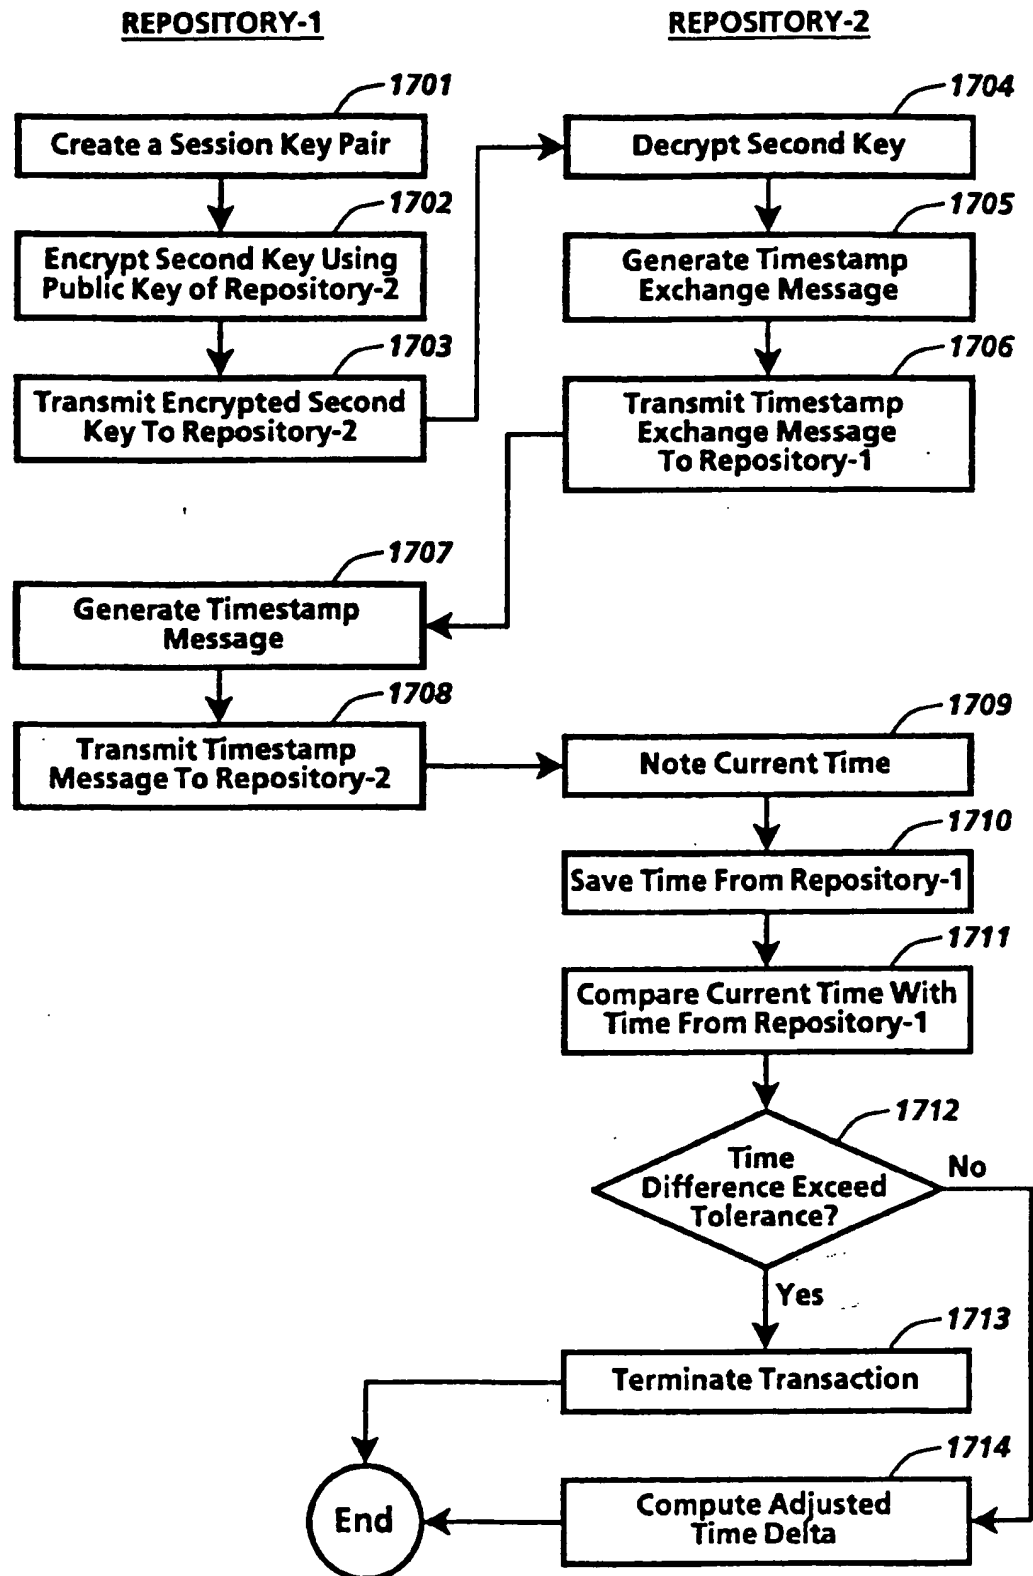 REPOSITORY-1
REPOSITORY-2
1701
Create a Session Key Pair
1702
Encrypt Second Key Using
Public Key of Repository-2
1703
Transmit Encrypted Second
Key To Repository-2
1704
Decrypt Second Key
1705
Generate Timestamp
Exchange Message
1706
Transmit Timestamp
Exchange Message
To Repository-1
1707
Generate Timestamp
Message
1708
Transmit Timestamp
Message To Repository-2
1709
Note Current Time
1710
Save Time From Repository-1
1711
Compare Current Time With
Time From Repository-1
1712
Time
Difference Exceed
Tolerance?
No
Yes
1713
Terminate Transaction
1714
Compute Adjusted
Time Delta
End